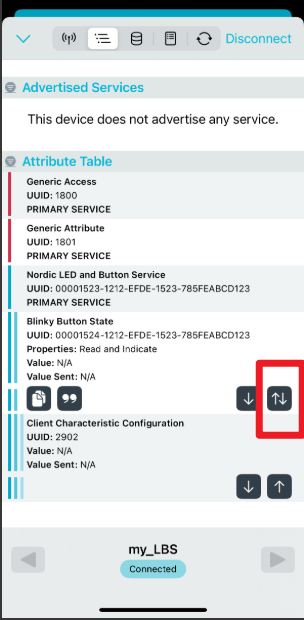 Disconnect
Advertised Services
This device does not advertise any service.
Attribute Table
Generic Access
UUID: 1800
PRIMARY SERVICE
Generic Attribute
UUID: 1801
PRIMARY SERVICE
Nordic LED and Button Service
UUID: 00001523-1212-EFDE-1523-785FEABCD123
PRIMARY SERVICE
Blinky Button State
UUID: 00001524-1212-EFDE-1523-785FEABCD123
Properties: Read and Indicate
Value: N/A
Value Sent: N/A
Client Characteristic Configuration
UUID: 2902
Value: N/A
Value Sent: N/A
my_LBS
Connected